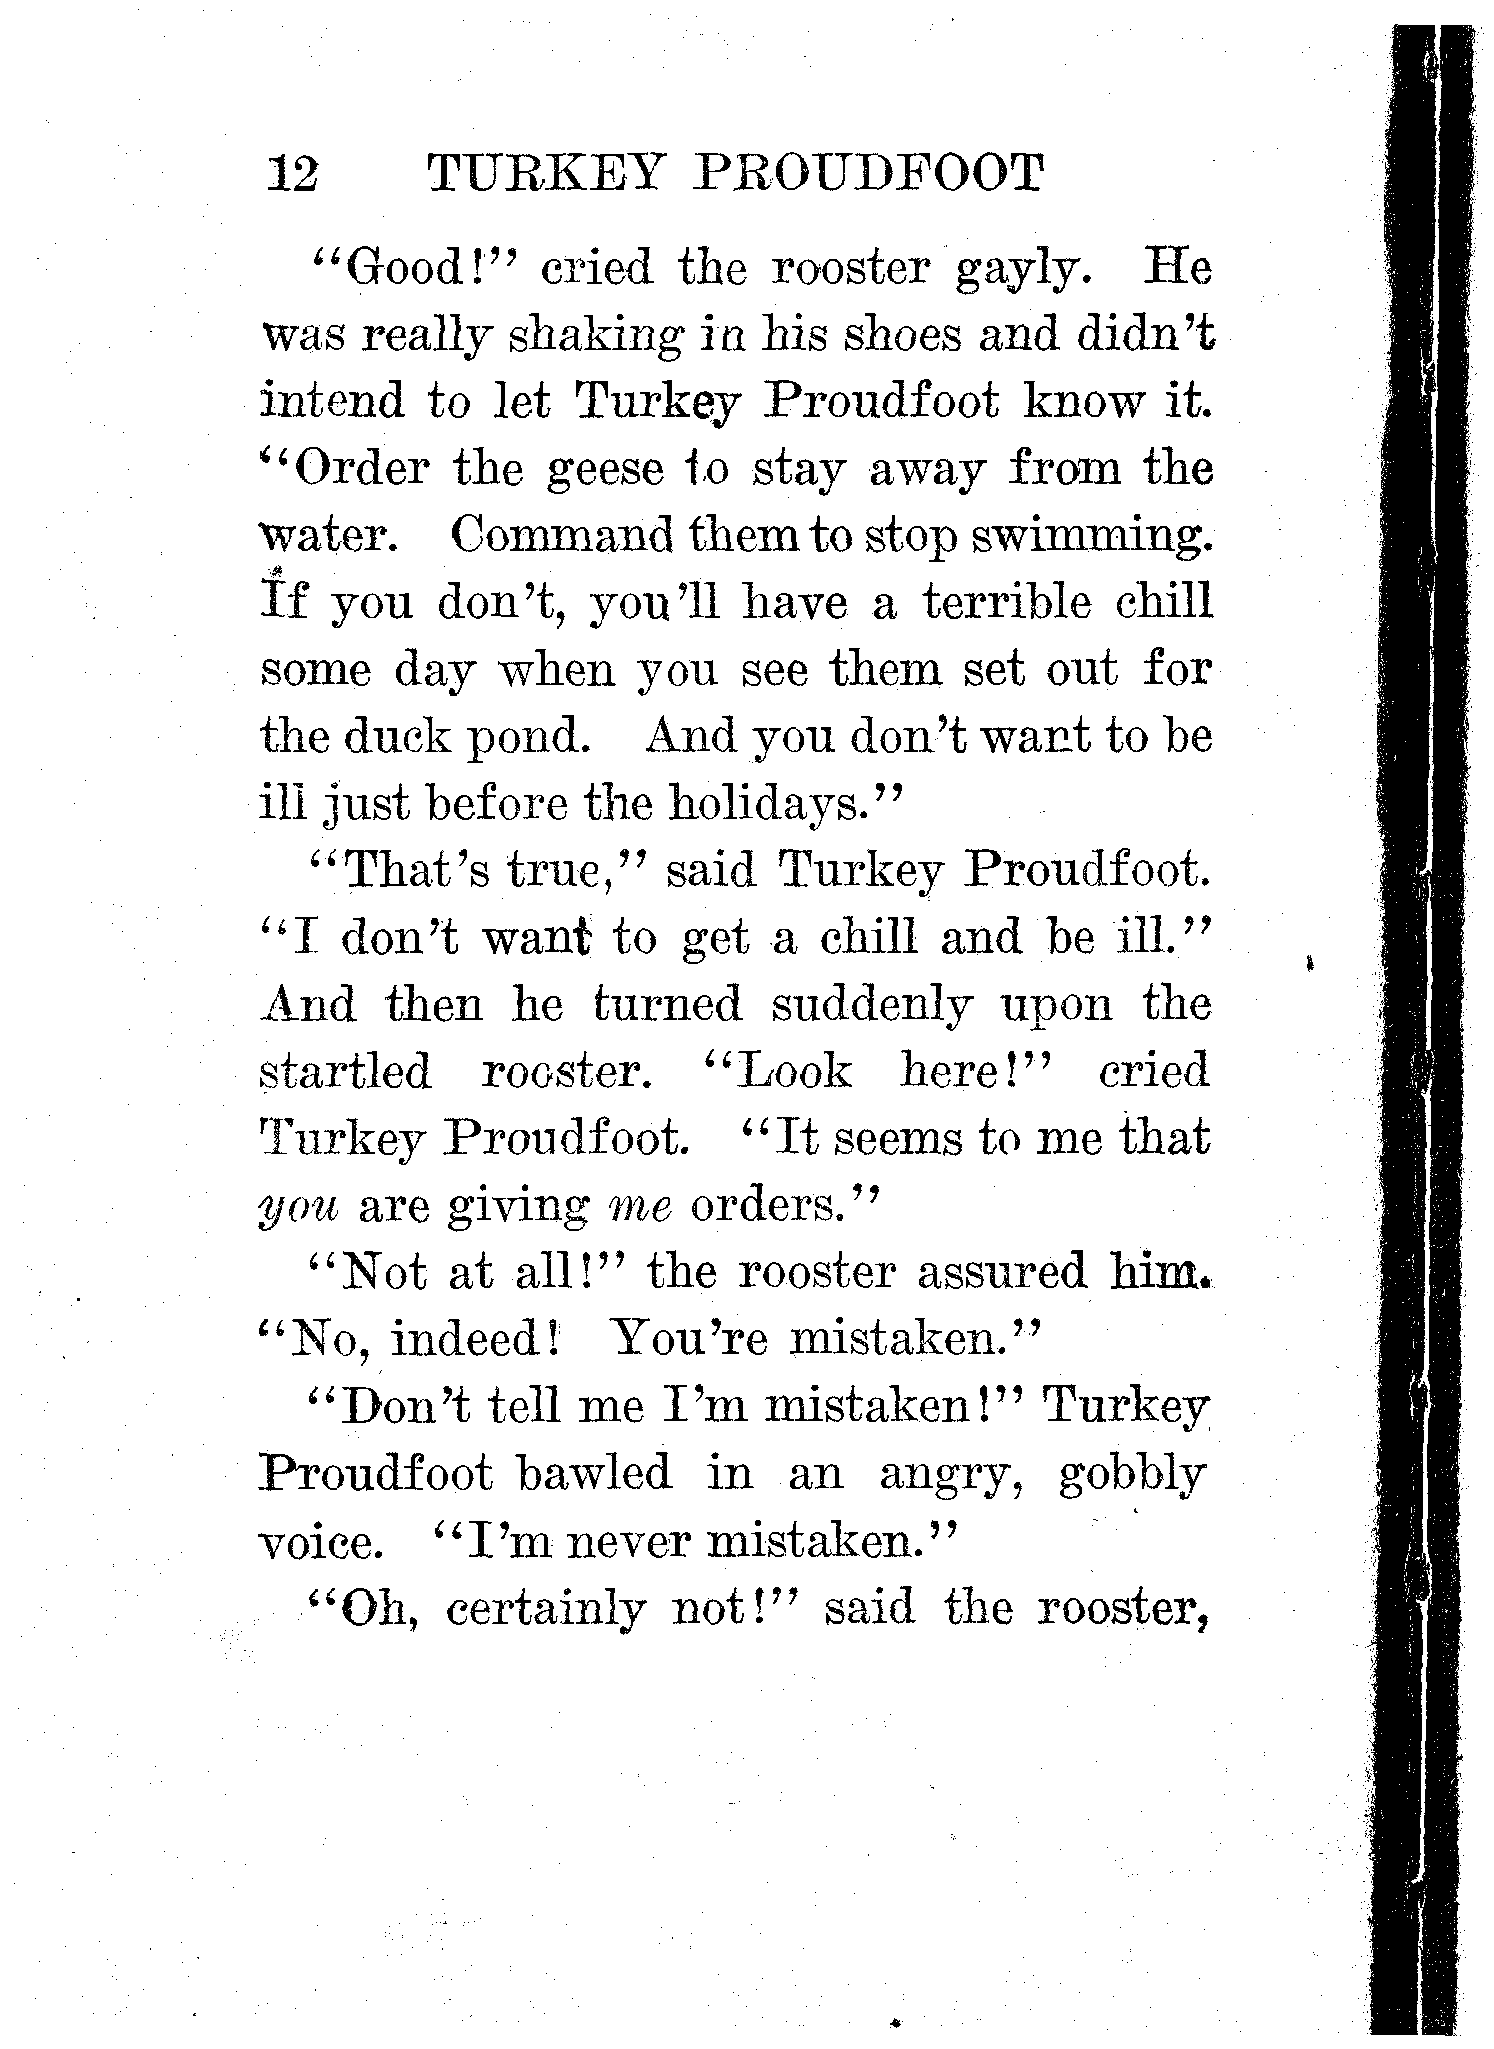 12 TURKEY PROUDFOOT
“Good!” cried the rooster gayly. He
was really shaking in his shoes and didn’t
intend to let Turkey Proudfoot know it.
“Order the geese to stay away from the
water. Command them to stop swimming.
If you don’t, you’ll have a terrible chill
some day when you see them set out for
the duck pond. And you don’t want to be
ill just before the holidays.”
“That’s true,” said Turkey Proudfoot.
“I don’t want to get a chill and be ill.”
And then he turned suddenly upon the
startled rooster. “Look here!” cried
Turkey Proudfoot. “It seems to me that
you are giving me orders.”
“Not at all!” the rooster assured him.
“No, indeed! You’re mistaken.”
“Don’t tell me I’m mistaken!” Turkey
Proudfoot bawled in an angry, gobbly
voice. “I’m never mistaken.”
“Oh, certainly not!” said the rooster,